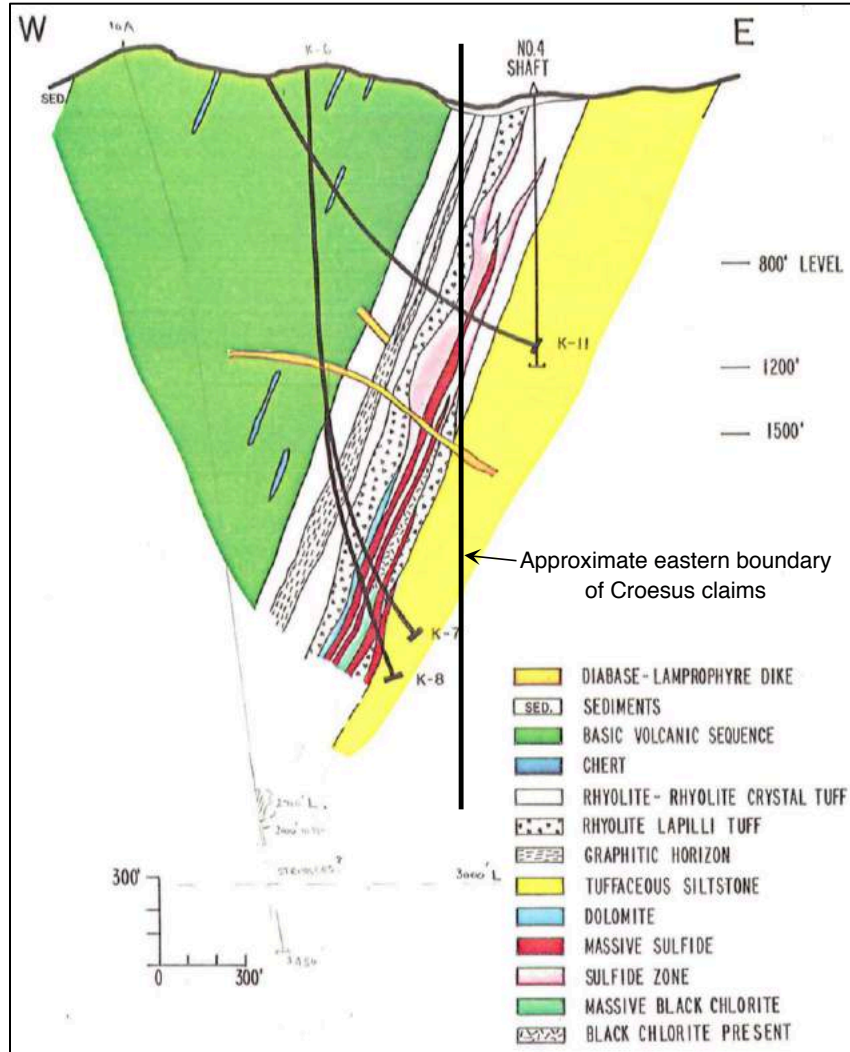 W
E
10A
K-6
NO.4
SHAFT
SED.
800' LEVEL
K-11
1200'
1500'
Approximate eastern boundary
of Croesus claims
K-7
K-8
3000'L
300'
0
300'
DIABASE-LAMPROPHYRE DIKE
SED. SEDIMENTS
BASIC VOLCANIC SEQUENCE
CHERT
RHYOLITE-RHYOLITE CRYSTAL TUFF
RHYOLITE LAPILLI TUFF
GRAPHITIC HORIZON
TUFFACEOUS SILTSTONE
DOLOMITE
MASSIVE SULFIDE
SULFIDE ZONE
MASSIVE BLACK CHLORITE
BLACK CHLORITE PRESENT